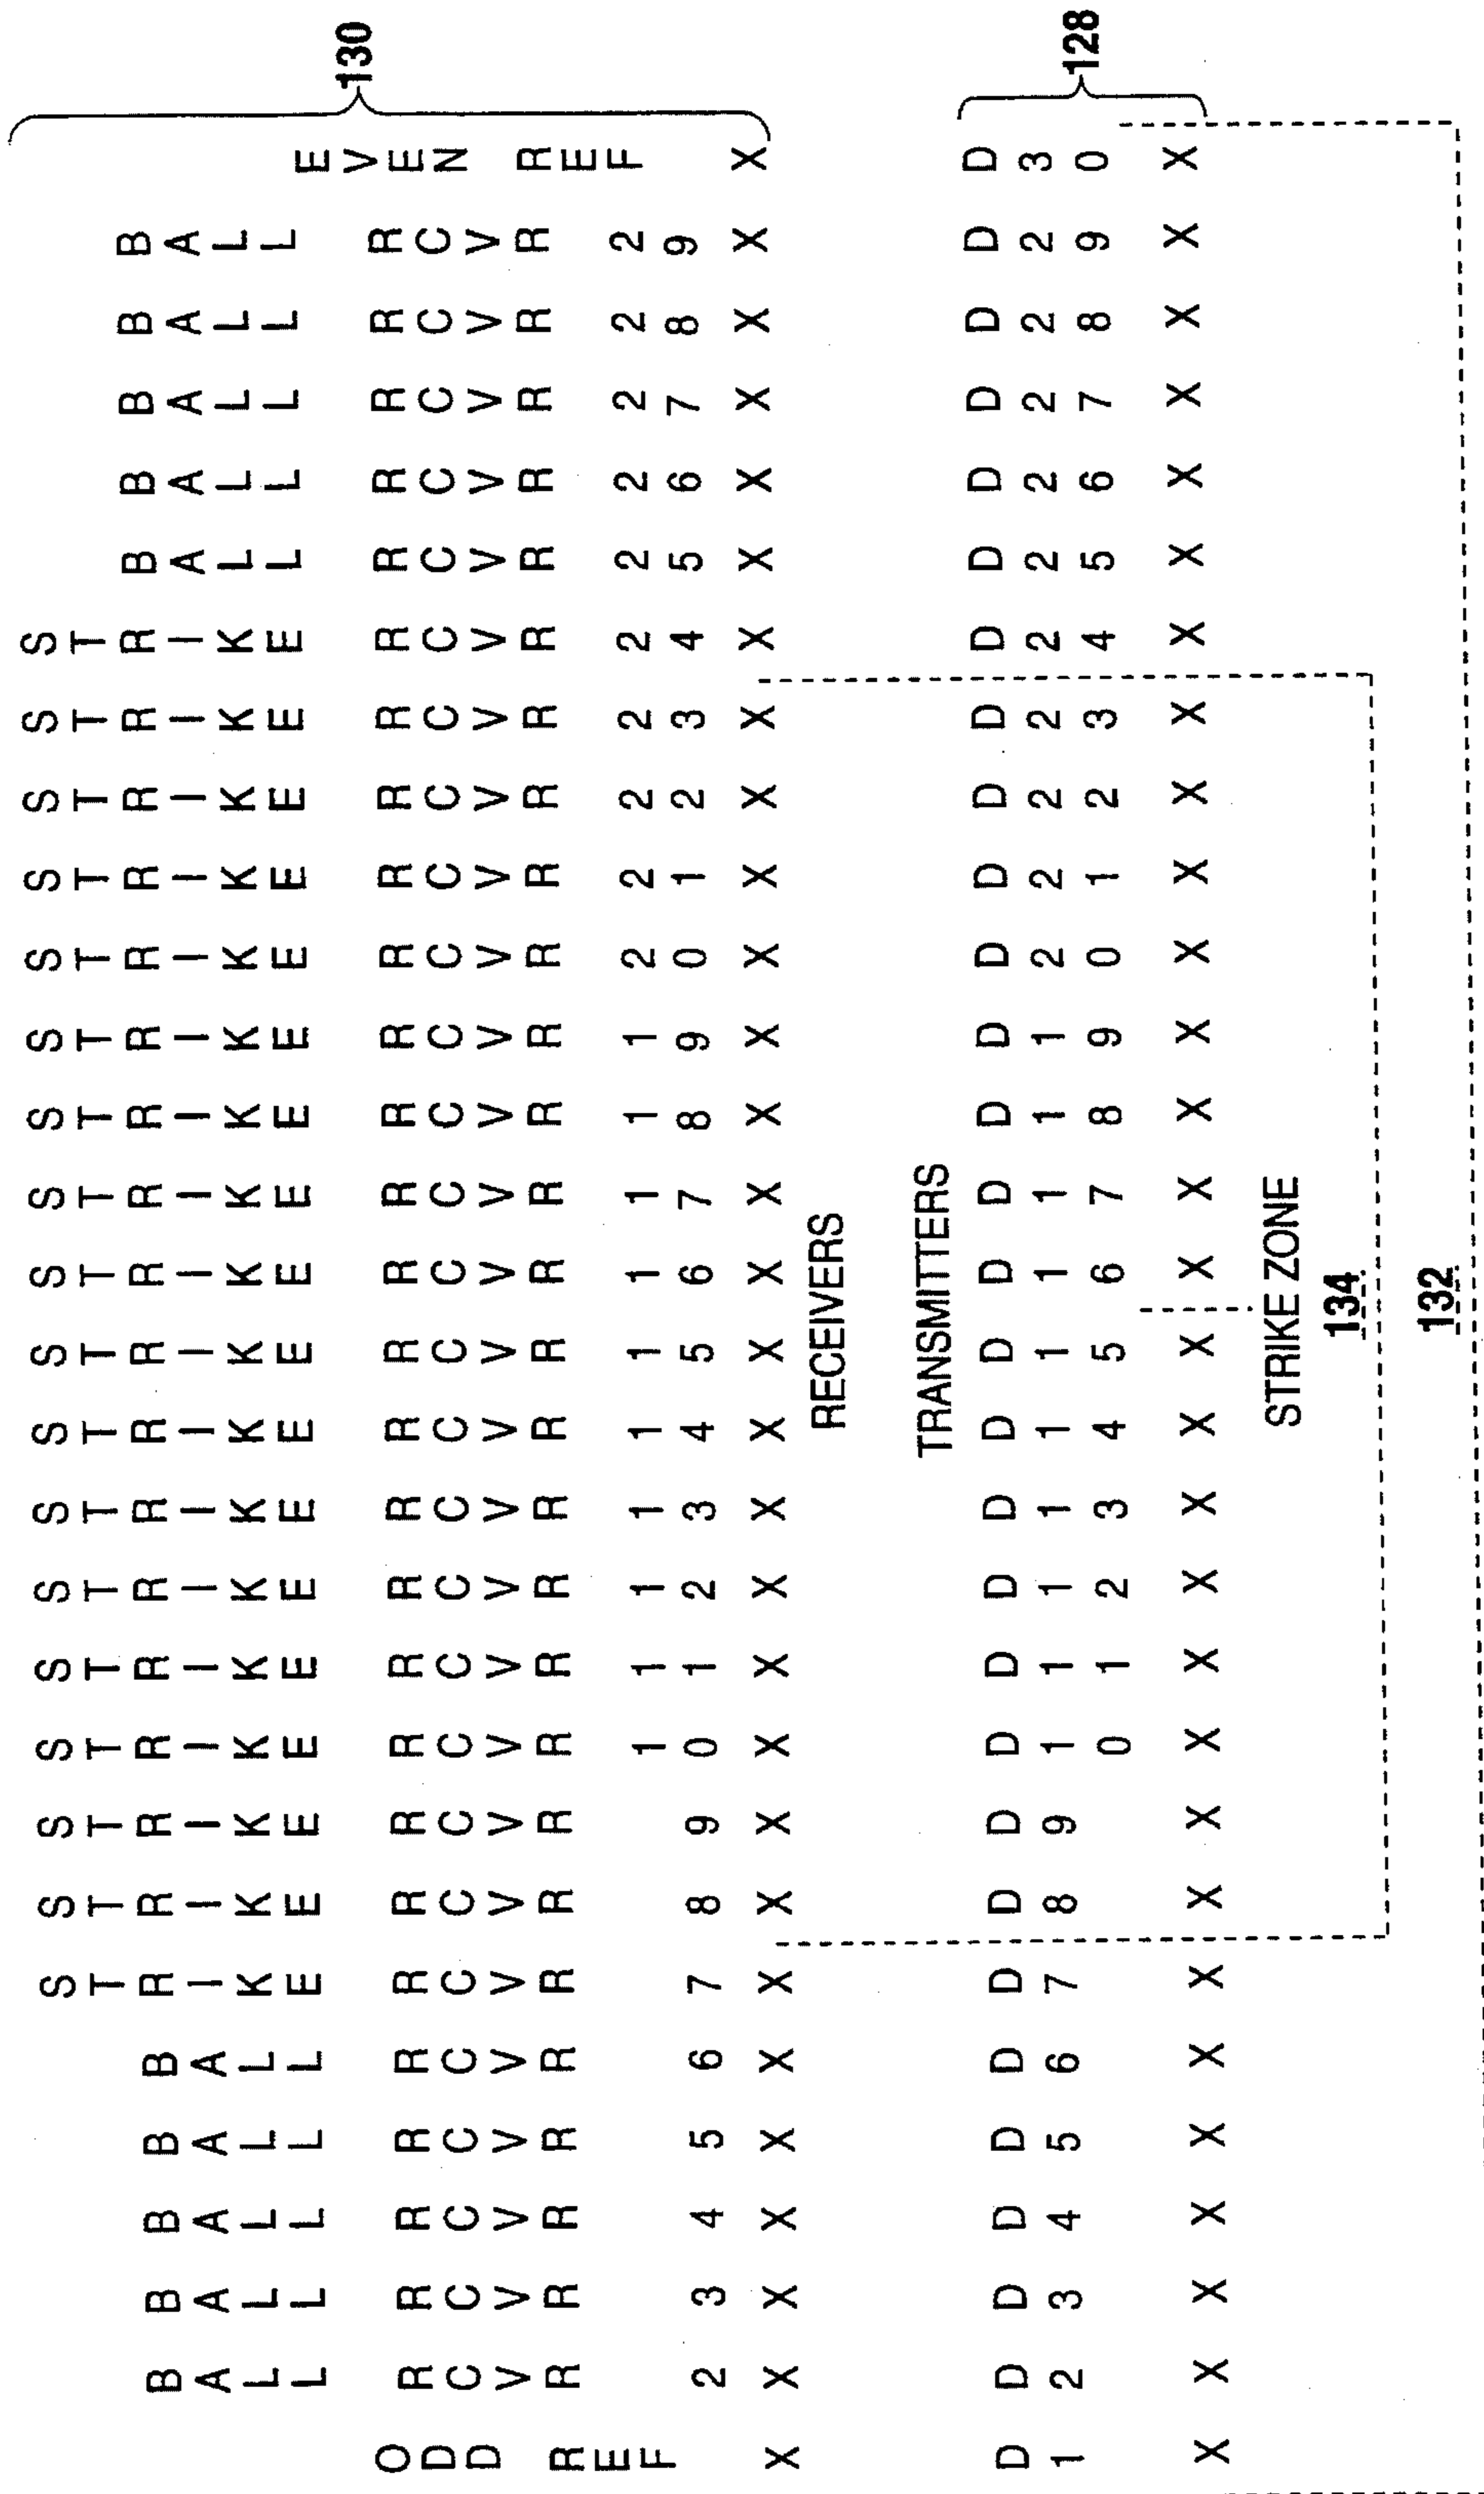 ODD REF X
BALL RCVR 2 X
BALL RCVR 3 X
BALL RCVR 4 X
BALL RCVR 5 X
BALL RCVR 6 X
STRIKE RCVR 7 X
STRIKE RCVR 8 X
STRIKE RCVR 9 X
STRIKE RCVR 10 X
STRIKE RCVR 11 X
STRIKE RCVR 12 X
STRIKE RCVR 13 X
STRIKE RCVR 14 X
STRIKE RCVR 15 X
STRIKE RCVR 16 X
STRIKE RCVR 17 X
STRIKE RCVR 18 X
STRIKE RCVR 19 X
STRIKE RCVR 20 X
STRIKE RCVR 21 X
STRIKE RCVR 22 X
STRIKE RCVR 23 X
STRIKE RCVR 24 X
BALL RCVR 25 X
BALL RCVR 26 X
BALL RCVR 27 X
BALL RCVR 28 X
BALL RCVR 29 X
EVEN REF X
130
RECEIVERS
TRANSMITTERS
D1 X
D2 X
D3 X
D4 X
D5 X
D6 X
D7 X
D8 X
D9 X
D10 X
D11 X
D12 X
D13 X
D14 X
D15 X
D16 X
D17 X
D18 X
D19 X
D20 X
D21 X
D22 X
D23 X
D24 X
D25 X
D26 X
D27 X
D28 X
D29 X
D30 X
128
STRIKE ZONE
134
132